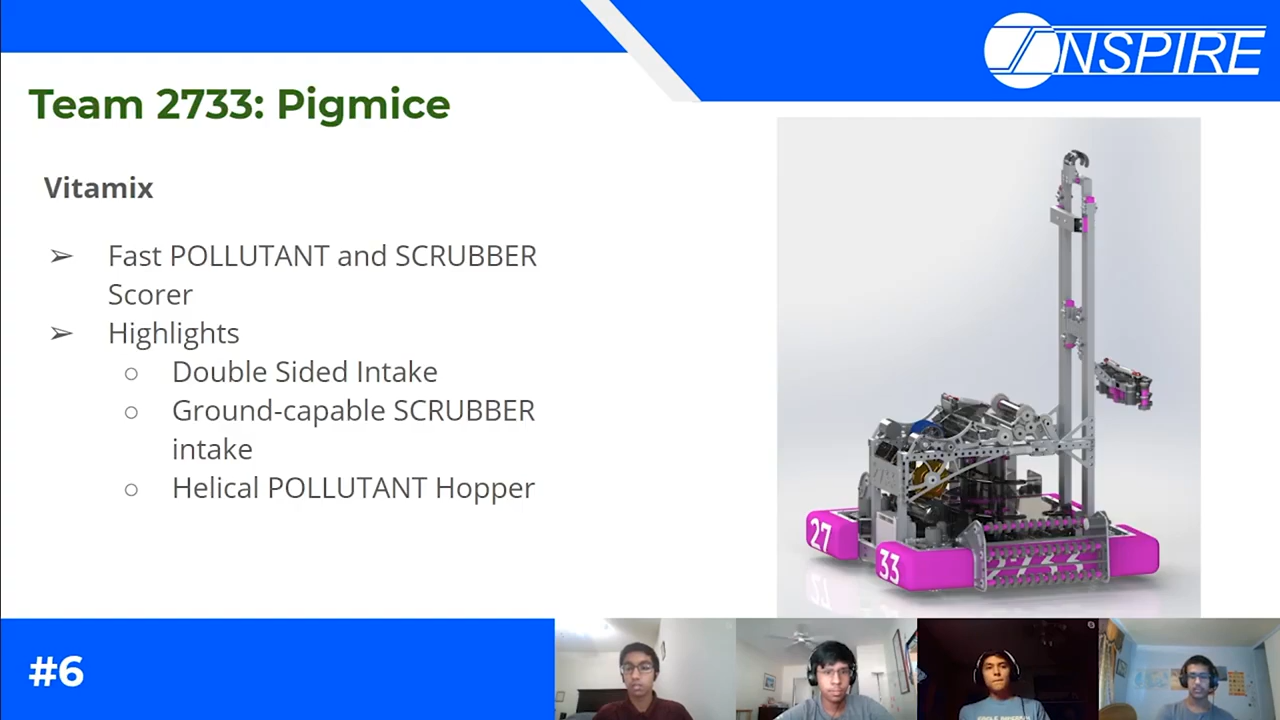 INSPIRE
Team 2733: Pigmice
Vitamix
➢ Fast POLLUTANT and SCRUBBER
Scorer
➢ Highlights
○ Double Sided Intake
○ Ground-capable SCRUBBER
intake
○ Helical POLLUTANT Hopper
27
33
#6